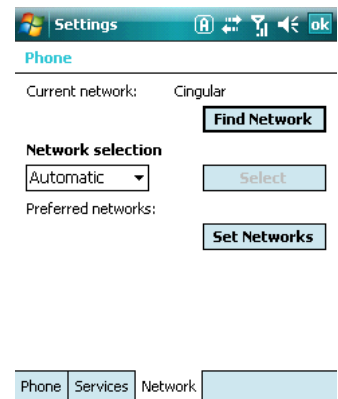 Settings A ok
Phone
Current network: Cingular
Find Network
Network selection
Automatic Select
Preferred networks:
Set Networks
Phone Services Network